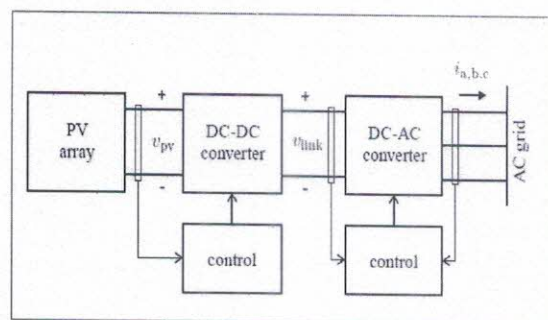 i_a,b,c
+
+
PV
array
v_pv
DC-DC
converter
v_link
DC-AC
converter
AC grid
-
-
control
control